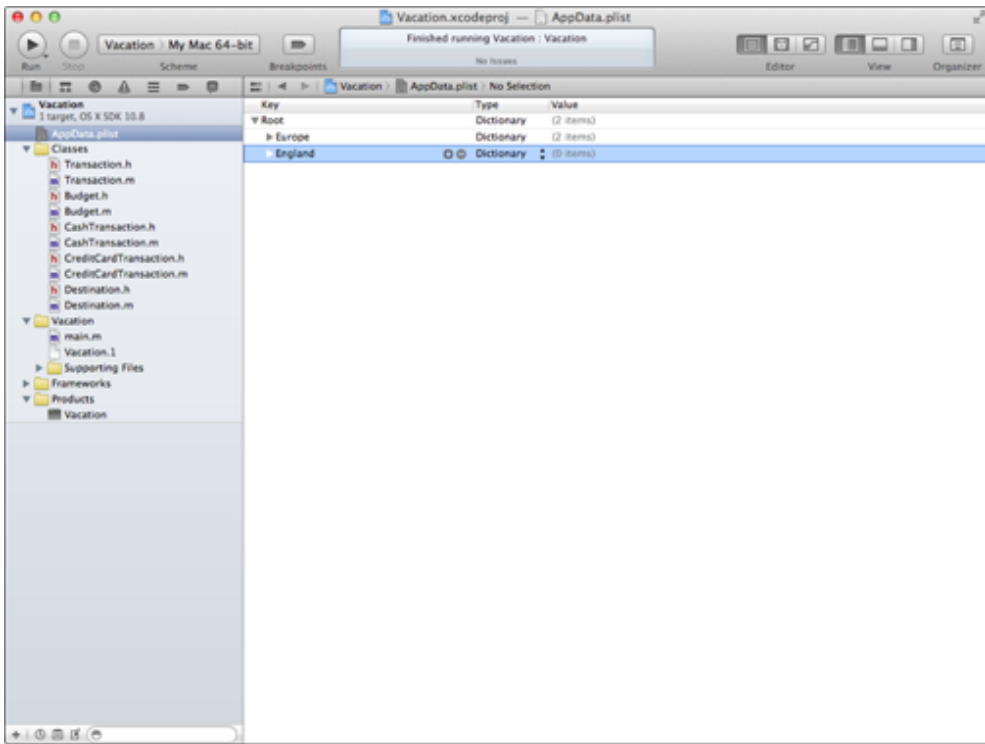 Vacation.xcodeproj — AppData.plist
Run Stop Vacation My Mac 64-bit Scheme Breakpoints
Finished running Vacation : Vacation
No Issues
Editor View Organizer
Vacation AppData.plist No Selection
Vacation
1 target, OS X SDK 10.8
AppData.plist
Classes
Transaction.h
Transaction.m
Budget.h
Budget.m
CashTransaction.h
CashTransaction.m
CreditCardTransaction.h
CreditCardTransaction.m
Destination.h
Destination.m
Vacation
main.m
Vacation.1
Supporting Files
Frameworks
Products
Vacation
Key Type Value
Root Dictionary (2 items)
Europe Dictionary (2 items)
England Dictionary (0 items)